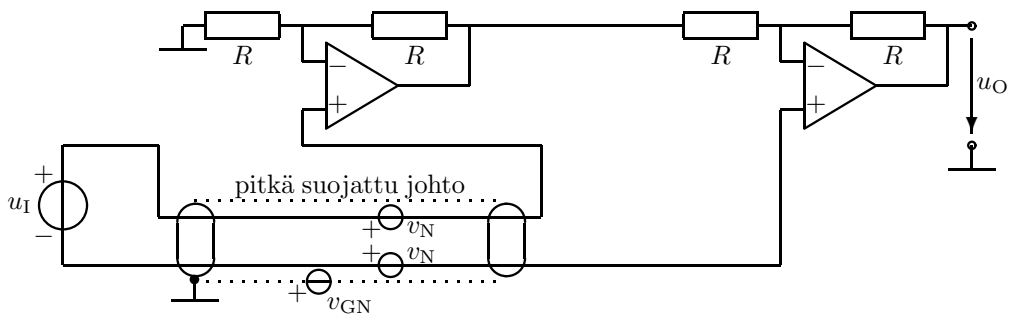 R
R
R
R
−
+
−
+
u_O
pitkä suojattu johto
+
u_I
−
+
v_N
+
v_N
+
v_GN